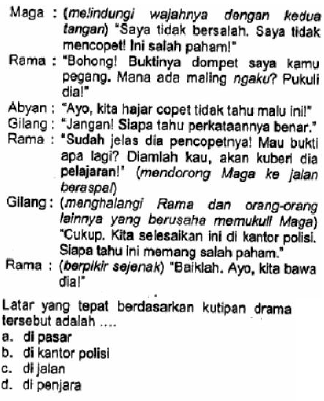 Maga : (melindungi wajahnya dengan kedua
tangan) "Saya tidak bersalah. Saya tidak
mencopet! Ini salah paham!"
Rama : "Bohong! Buktinya dompet saya kamu
pegang. Mana ada maling ngaku? Pukuli
dia!"
Abyan : "Ayo, kita hajar copet tidak tahu malu ini!"
Gilang : "Jangan! Siapa tahu perkataannya benar."
Rama : "Sudah jelas dia pencopetnya! Mau bukti
apa lagi? Diamlah kau, akan kuberi dia
pelajaran!" (mendorong Maga ke jalan
beraspal)
Gilang : (menghalangi Rama dan orang-orang
lainnya yang berusaha memukuli Maga)
"Cukup. Kita selesaikan ini di kantor polisi.
Siapa tahu ini memang salah paham."
Rama : (berpikir sejenak) "Baiklah. Ayo, kita bawa
dia!"
Latar yang tepat berdasarkan kutipan drama
tersebut adalah ....
a. di pasar
b. di kantor polisi
c. di jalan
d. di penjara